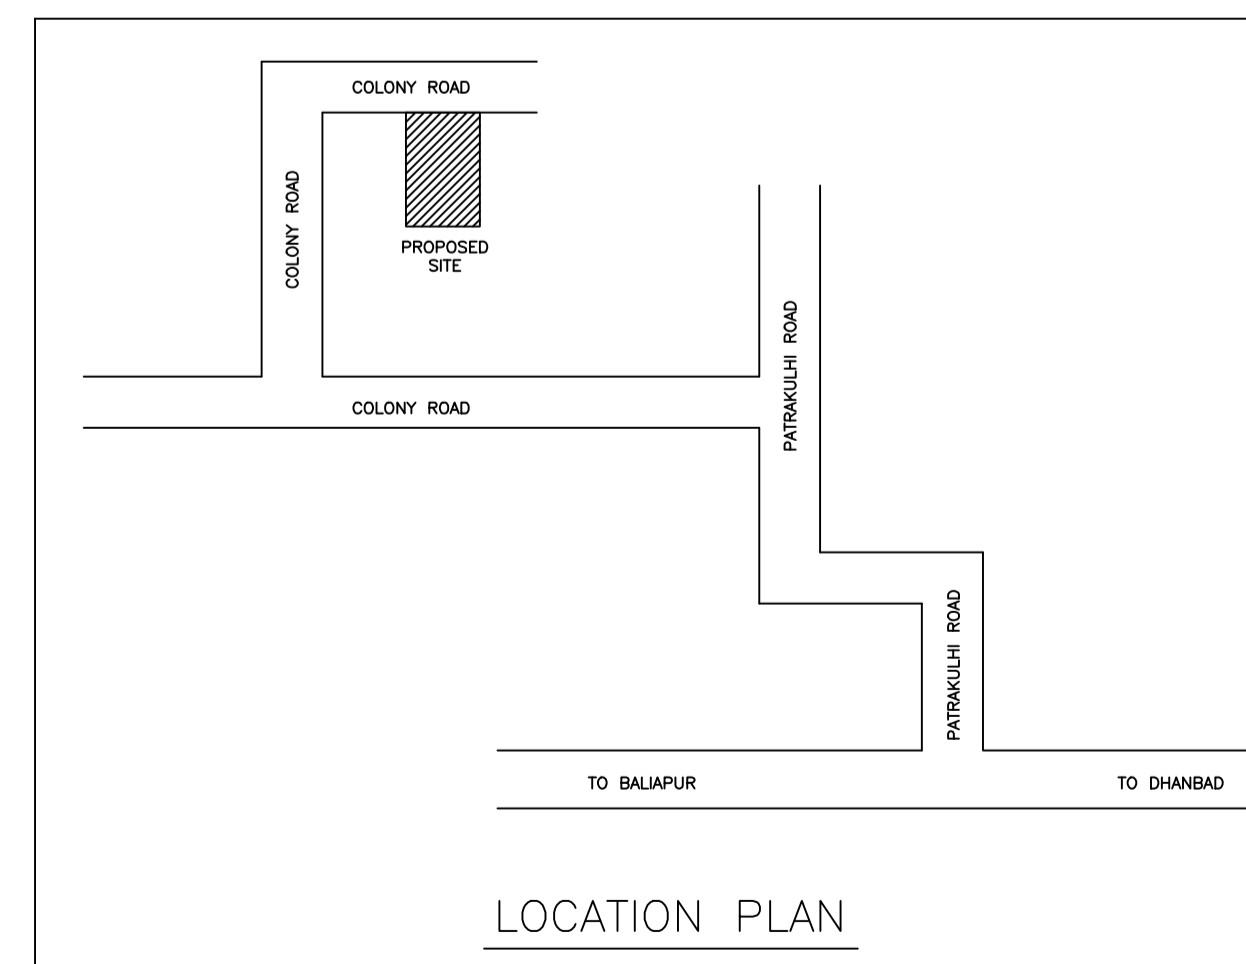 COLONY ROAD
COLONY ROAD
PROPOSED
SITE
COLONY ROAD
PATRAKULHI ROAD
PATRAKULHI ROAD
TO BALIAPUR
TO DHANBAD
LOCATION PLAN